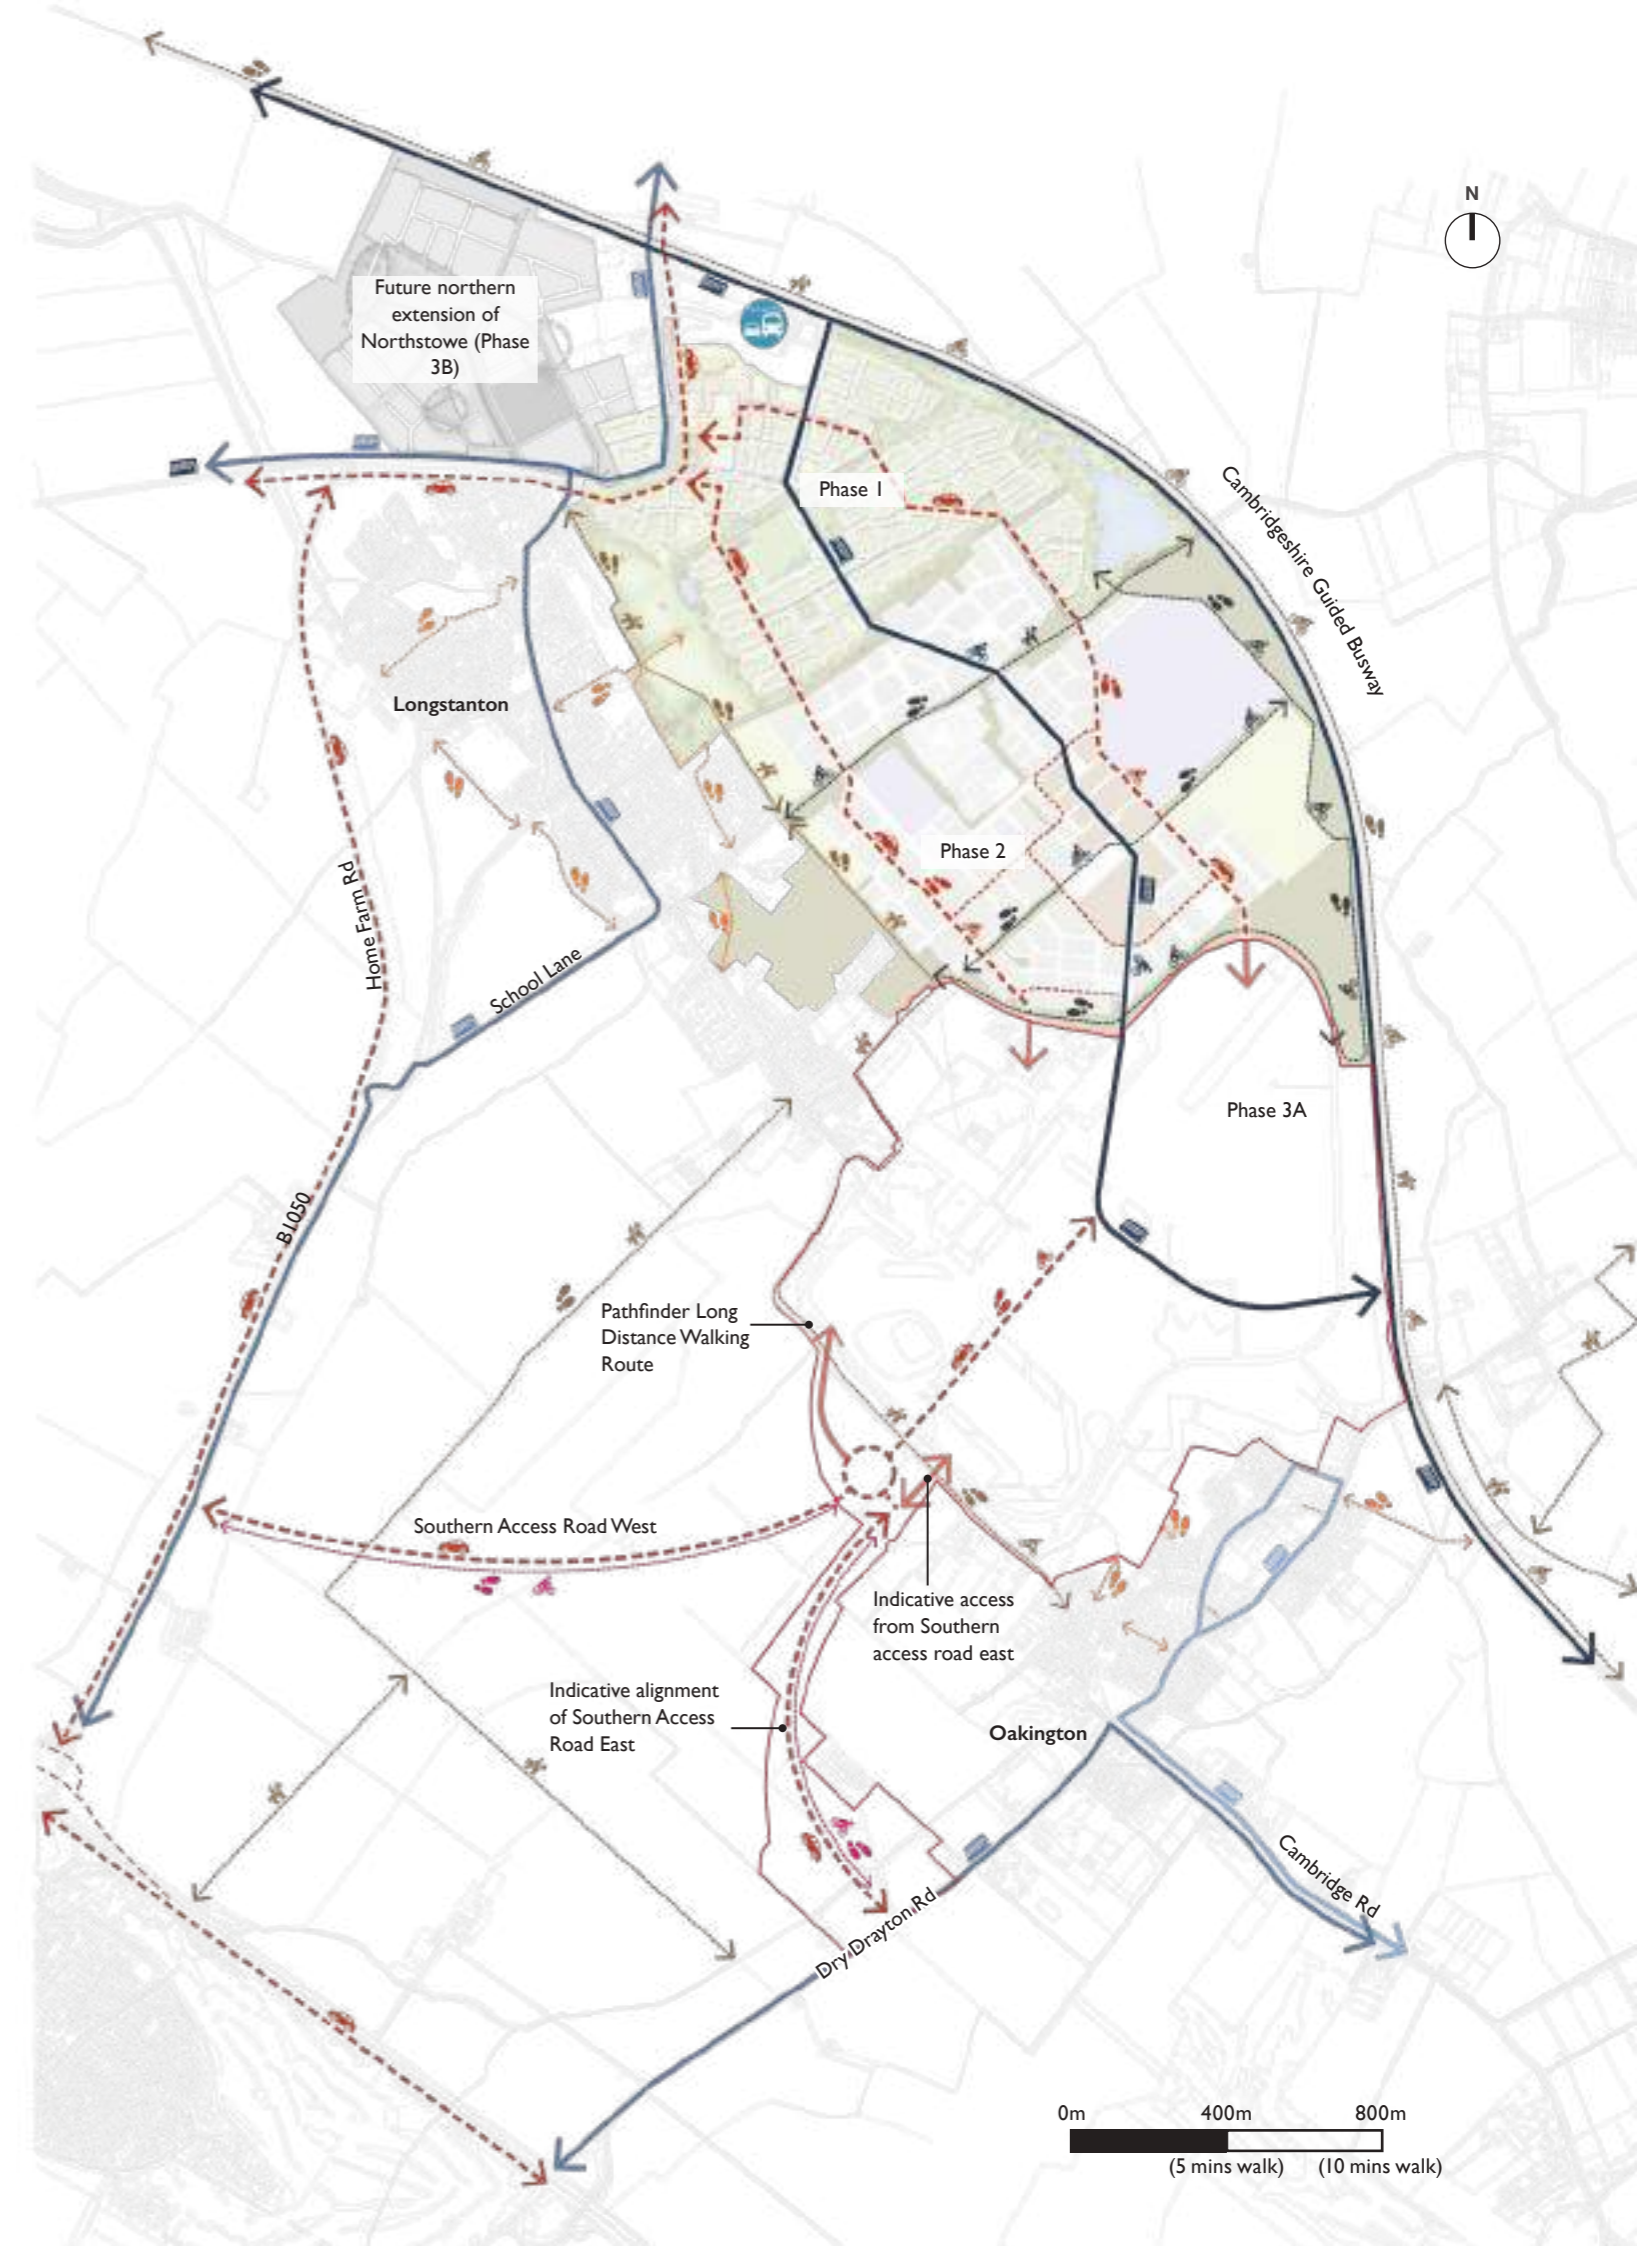 N
Future northern
extension of
Northstowe (Phase
3B)
Phase 1
Cambridgeshire Guided Busway
Longstanton
Phase 2
Home Farm Rd
School Lane
Phase 3A
B1050
Pathfinder Long
Distance Walking
Route
Southern Access Road West
Indicative access
from Southern
access road east
Indicative alignment
of Southern Access
Road East
Oakington
Cambridge Rd
Dry Drayton Rd
0m 400m 800m
(5 mins walk) (10 mins walk)